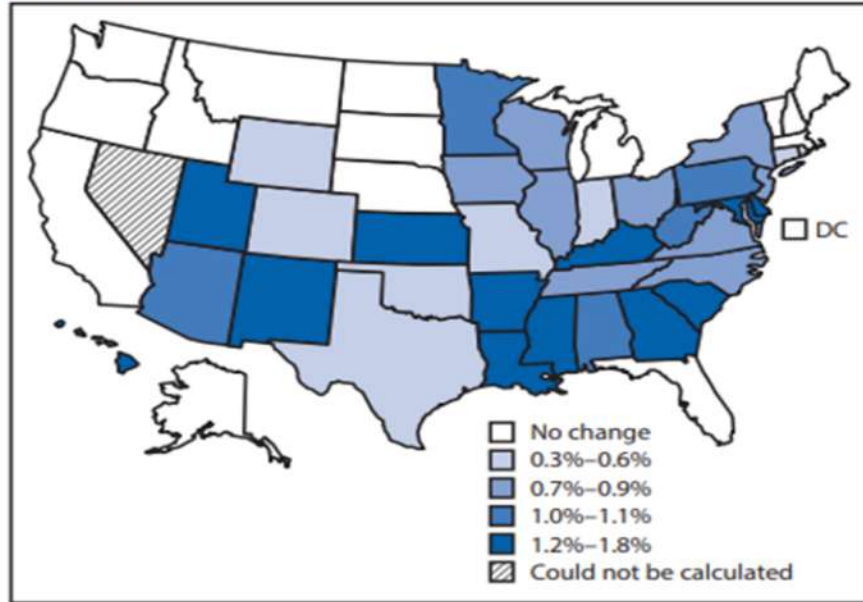 DC
No change
0.3%–0.6%
0.7%–0.9%
1.0%–1.1%
1.2%–1.8%
Could not be calculated